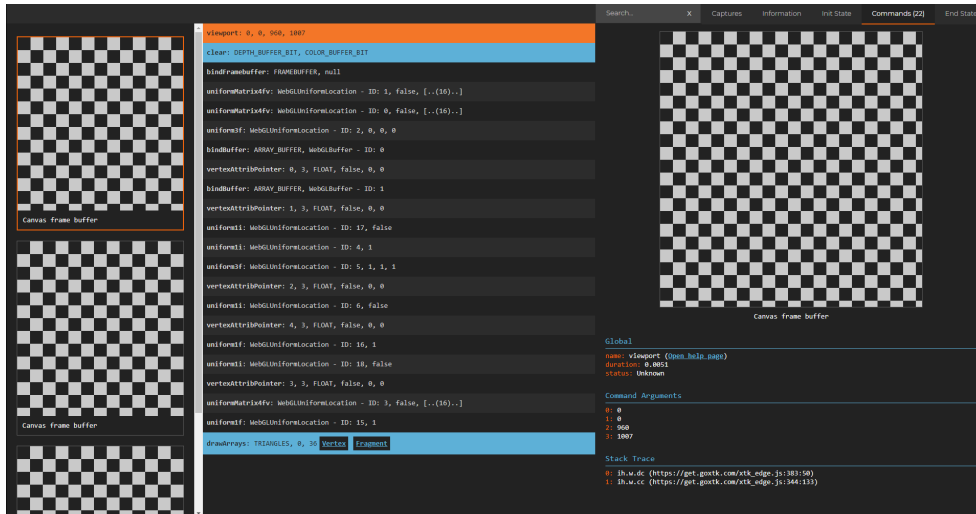 Search... X Captures Information Init State Commands (22) End State
Canvas frame buffer
Canvas frame buffer
viewport: 0, 0, 960, 1007
clear: DEPTH_BUFFER_BIT, COLOR_BUFFER_BIT
bindFramebuffer: FRAMEBUFFER, null
uniformMatrix4fv: WebGLUniformLocation - ID: 1, false, [..(16)..]
uniformMatrix4fv: WebGLUniformLocation - ID: 0, false, [..(16)..]
uniform3f: WebGLUniformLocation - ID: 2, 0, 0, 0
bindBuffer: ARRAY_BUFFER, WebGLBuffer - ID: 0
vertexAttribPointer: 0, 3, FLOAT, false, 0, 0
bindBuffer: ARRAY_BUFFER, WebGLBuffer - ID: 1
vertexAttribPointer: 1, 3, FLOAT, false, 0, 0
uniform1i: WebGLUniformLocation - ID: 17, false
uniform1i: WebGLUniformLocation - ID: 4, 1
uniform3f: WebGLUniformLocation - ID: 5, 1, 1, 1
vertexAttribPointer: 2, 3, FLOAT, false, 0, 0
uniform1i: WebGLUniformLocation - ID: 6, false
vertexAttribPointer: 4, 3, FLOAT, false, 0, 0
uniform1f: WebGLUniformLocation - ID: 16, 1
uniform1i: WebGLUniformLocation - ID: 18, false
vertexAttribPointer: 3, 3, FLOAT, false, 0, 0
uniformMatrix4fv: WebGLUniformLocation - ID: 3, false, [..(16)..]
uniform1f: WebGLUniformLocation - ID: 15, 1
drawArrays: TRIANGLES, 0, 36 Vertex Fragment
Canvas frame buffer
Global
name: viewport (Open help page)
duration: 0.0051
status: Unknown
Command Arguments
0: 0
1: 0
2: 960
3: 1007
Stack Trace
0: ih.w.dc (https://get.goxtk.com/xtk_edge.js:383:50)
1: ih.w.cc (https://get.goxtk.com/xtk_edge.js:344:133)